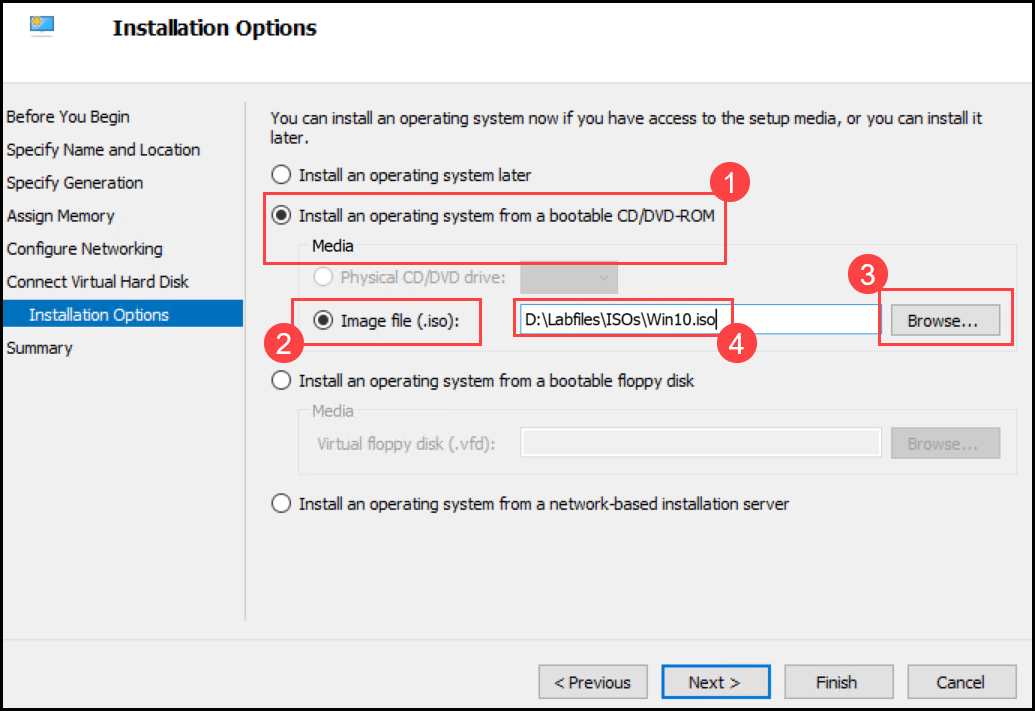 Installation Options
Before You Begin
Specify Name and Location
Specify Generation
Assign Memory
Configure Networking
Connect Virtual Hard Disk
Installation Options
Summary
You can install an operating system now if you have access to the setup media, or you can install it
later.
Install an operating system later
1
Install an operating system from a bootable CD/DVD-ROM
Media
Physical CD/DVD drive:
3
Image file (.iso):
D:\Labfiles\ISOs\Win10.iso
Browse...
2
4
Install an operating system from a bootable floppy disk
Media
Virtual floppy disk (.vfd):
Browse...
Install an operating system from a network-based installation server
< Previous
Next >
Finish
Cancel